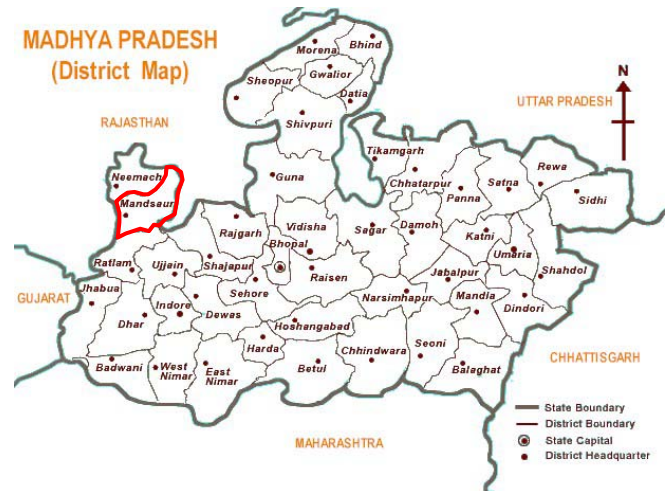 MADHYA PRADESH
(District Map)
N
RAJASTHAN
UTTAR PRADESH
GUJARAT
CHHATTISGARH
MAHARASHTRA
Morena
Bhind
Gwalior
Sheopur
Datia
Shivpuri
Tikamgarh
Chhatarpur
Rewa
Neemach
Guna
Panna
Satna
Sidhi
Mandsaur
Rajgarh
Vidisha
Sagar
Damoh
Katni
Bhopal
Umaria
Ratlam
Ujjain
Shajapur
Raisen
Jabalpur
Shahdol
Jhabua
Sehore
Narsimhapur
Indore
Dewas
Mandla
Dindori
Dhar
Hoshangabad
Harda
Chhindwara
Seoni
Badwani
West
Nimar
East
Nimar
Betul
Balaghat
State Boundary
District Boundary
State Capital
District Headquarter